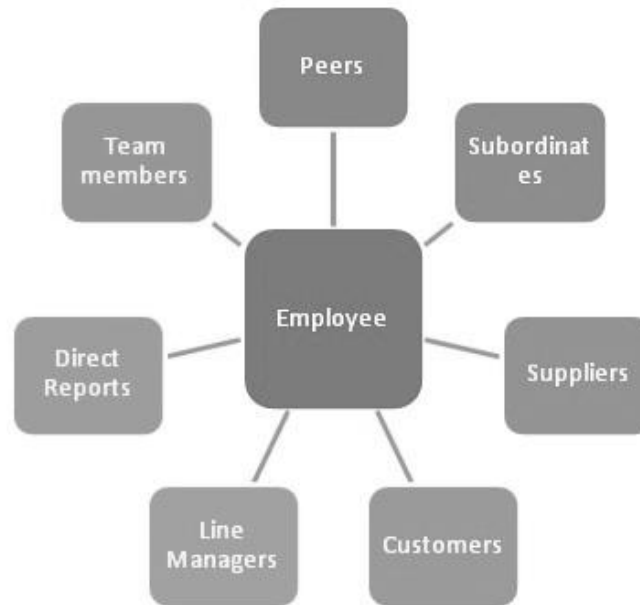 Peers
Team
members
Subordinat
es
Employee
Direct
Reports
Suppliers
Line
Managers
Customers